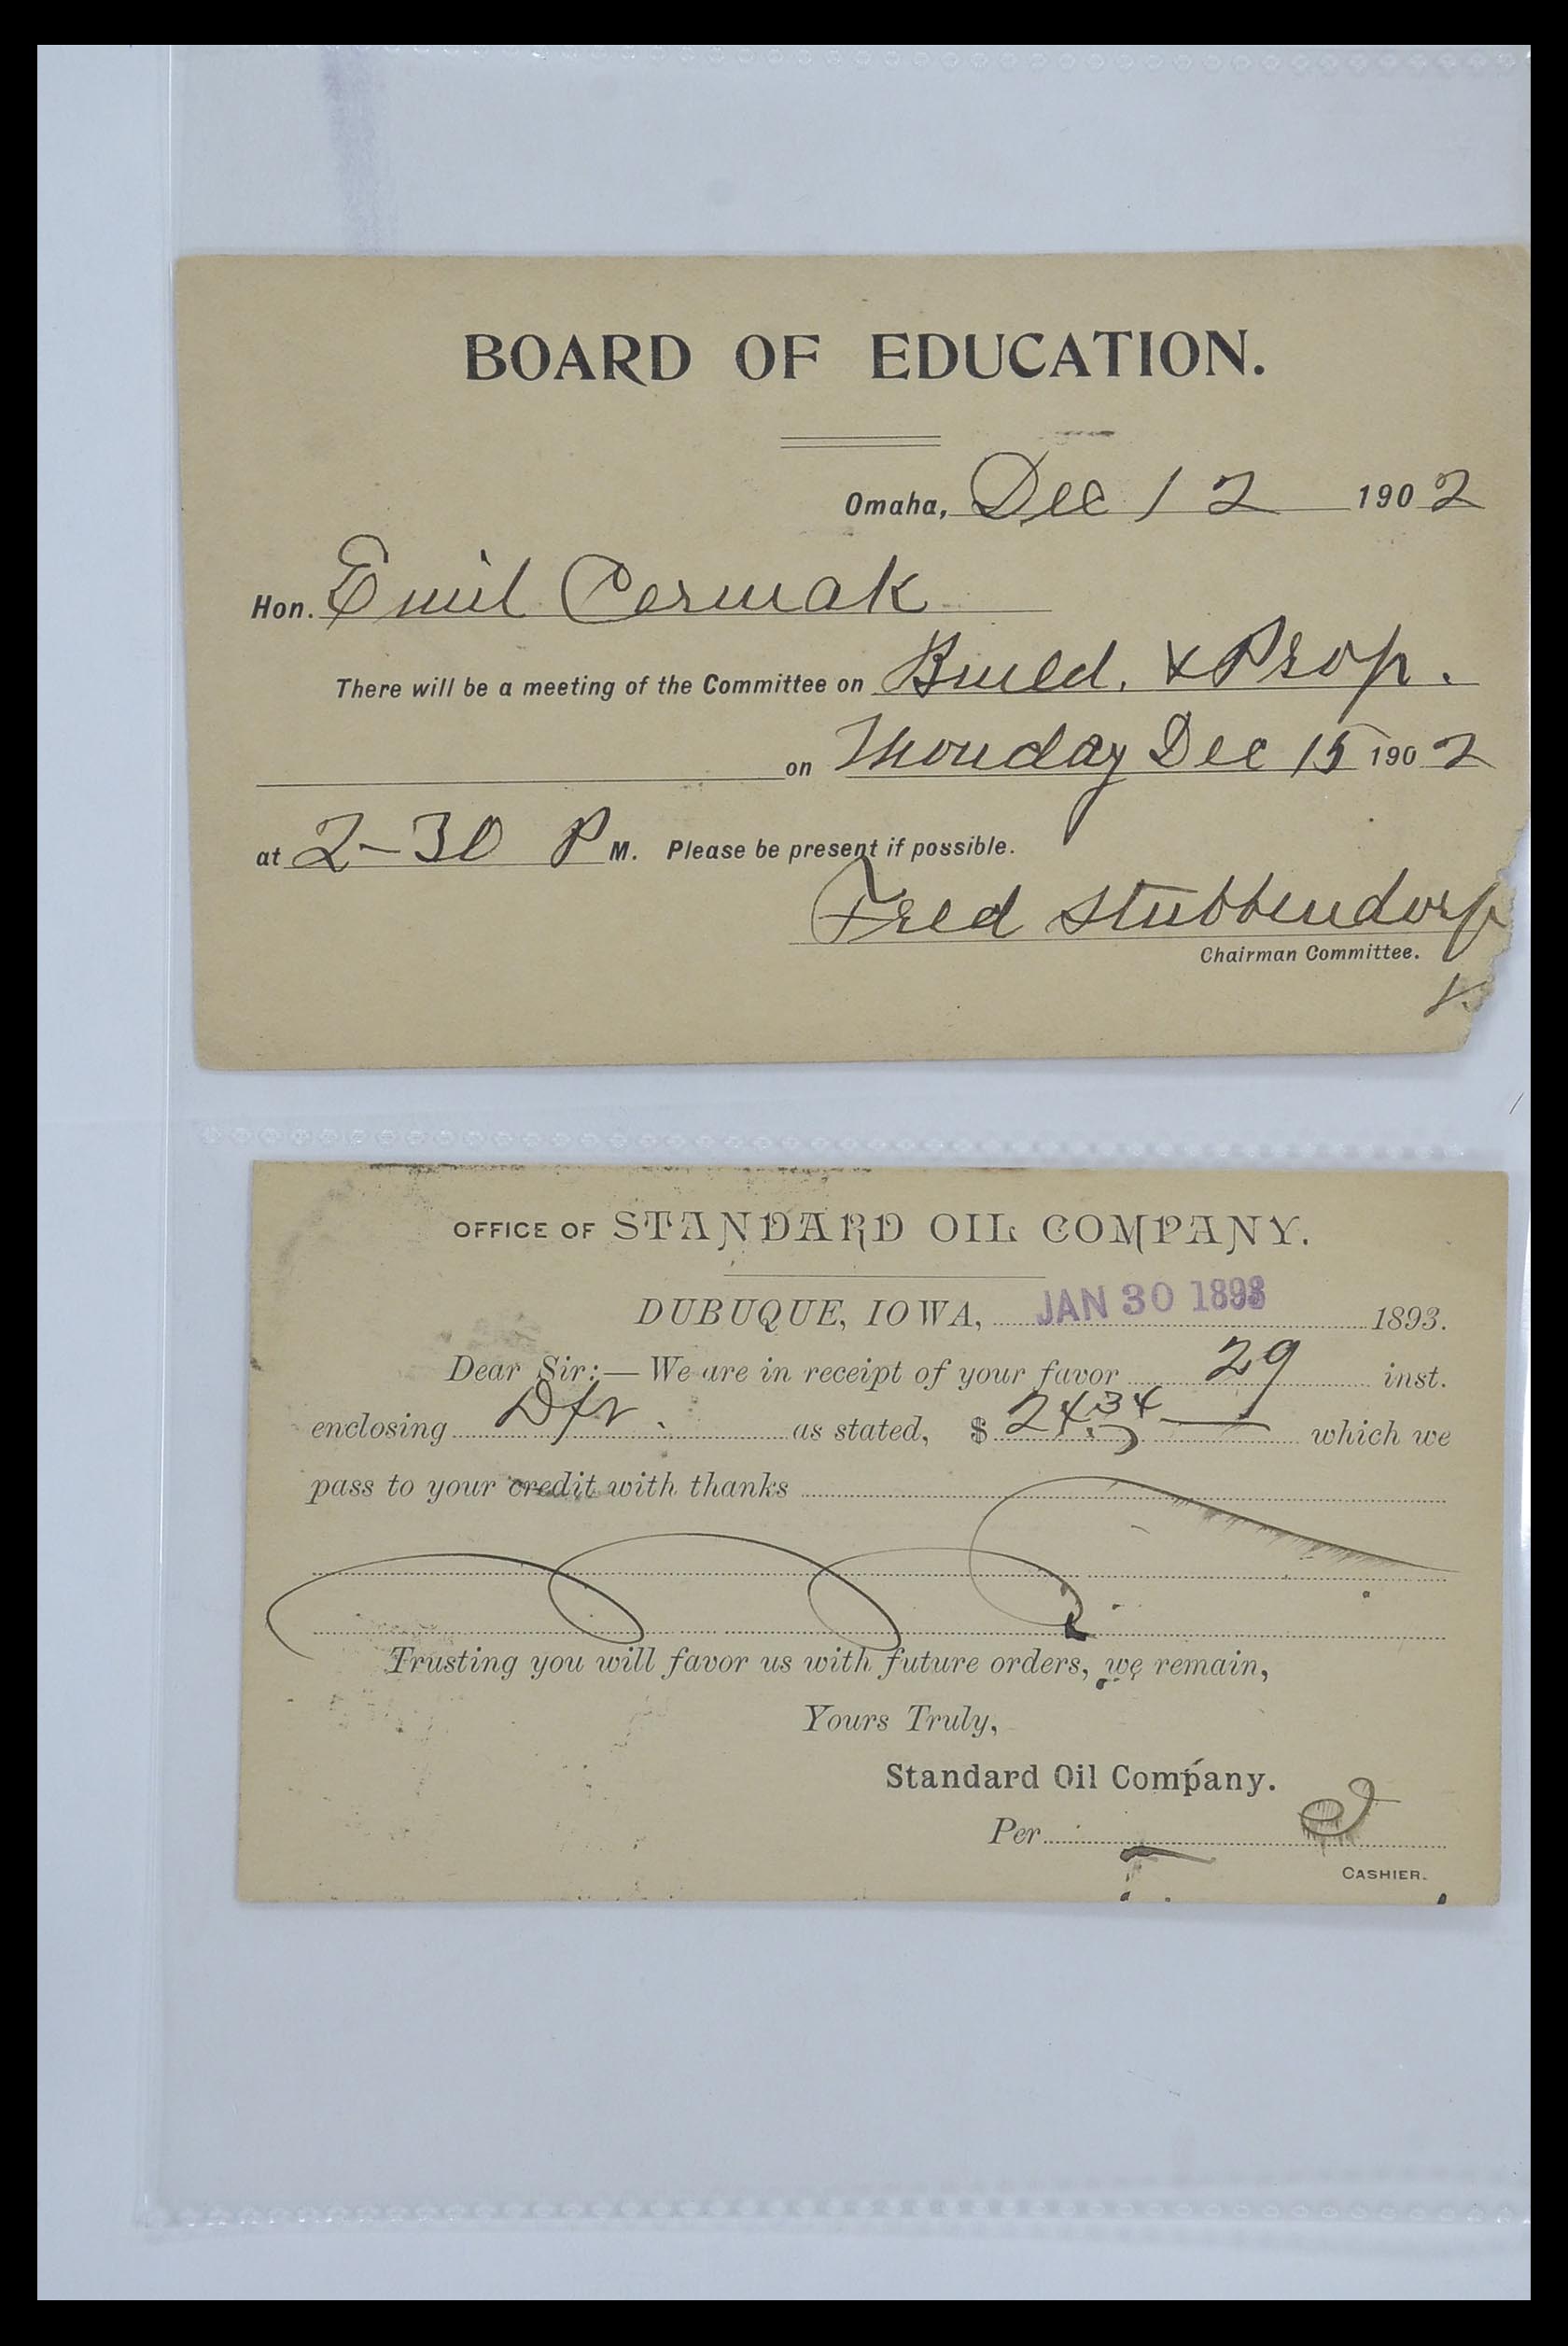 BOARD OF EDUCATION.
Omaha, Dec 12 1902
Hon. Emil Cermak
There will be a meeting of the Committee on Build. & Prop.
on Monday Dec 15 1902
at 2-30 P M. Please be present if possible.
Fred Stubbendorf
Chairman Committee.
OFFICE OF STANDARD OIL COMPANY.
DUBUQUE, IOWA, JAN 30 1893 1893.
Dear Sir:— We are in receipt of your favor 29 inst.
enclosing Dft. as stated, $ 24.34 which we
pass to your credit with thanks
Trusting you will favor us with future orders, we remain,
Yours Truly,
Standard Oil Company.
Per
CASHIER.